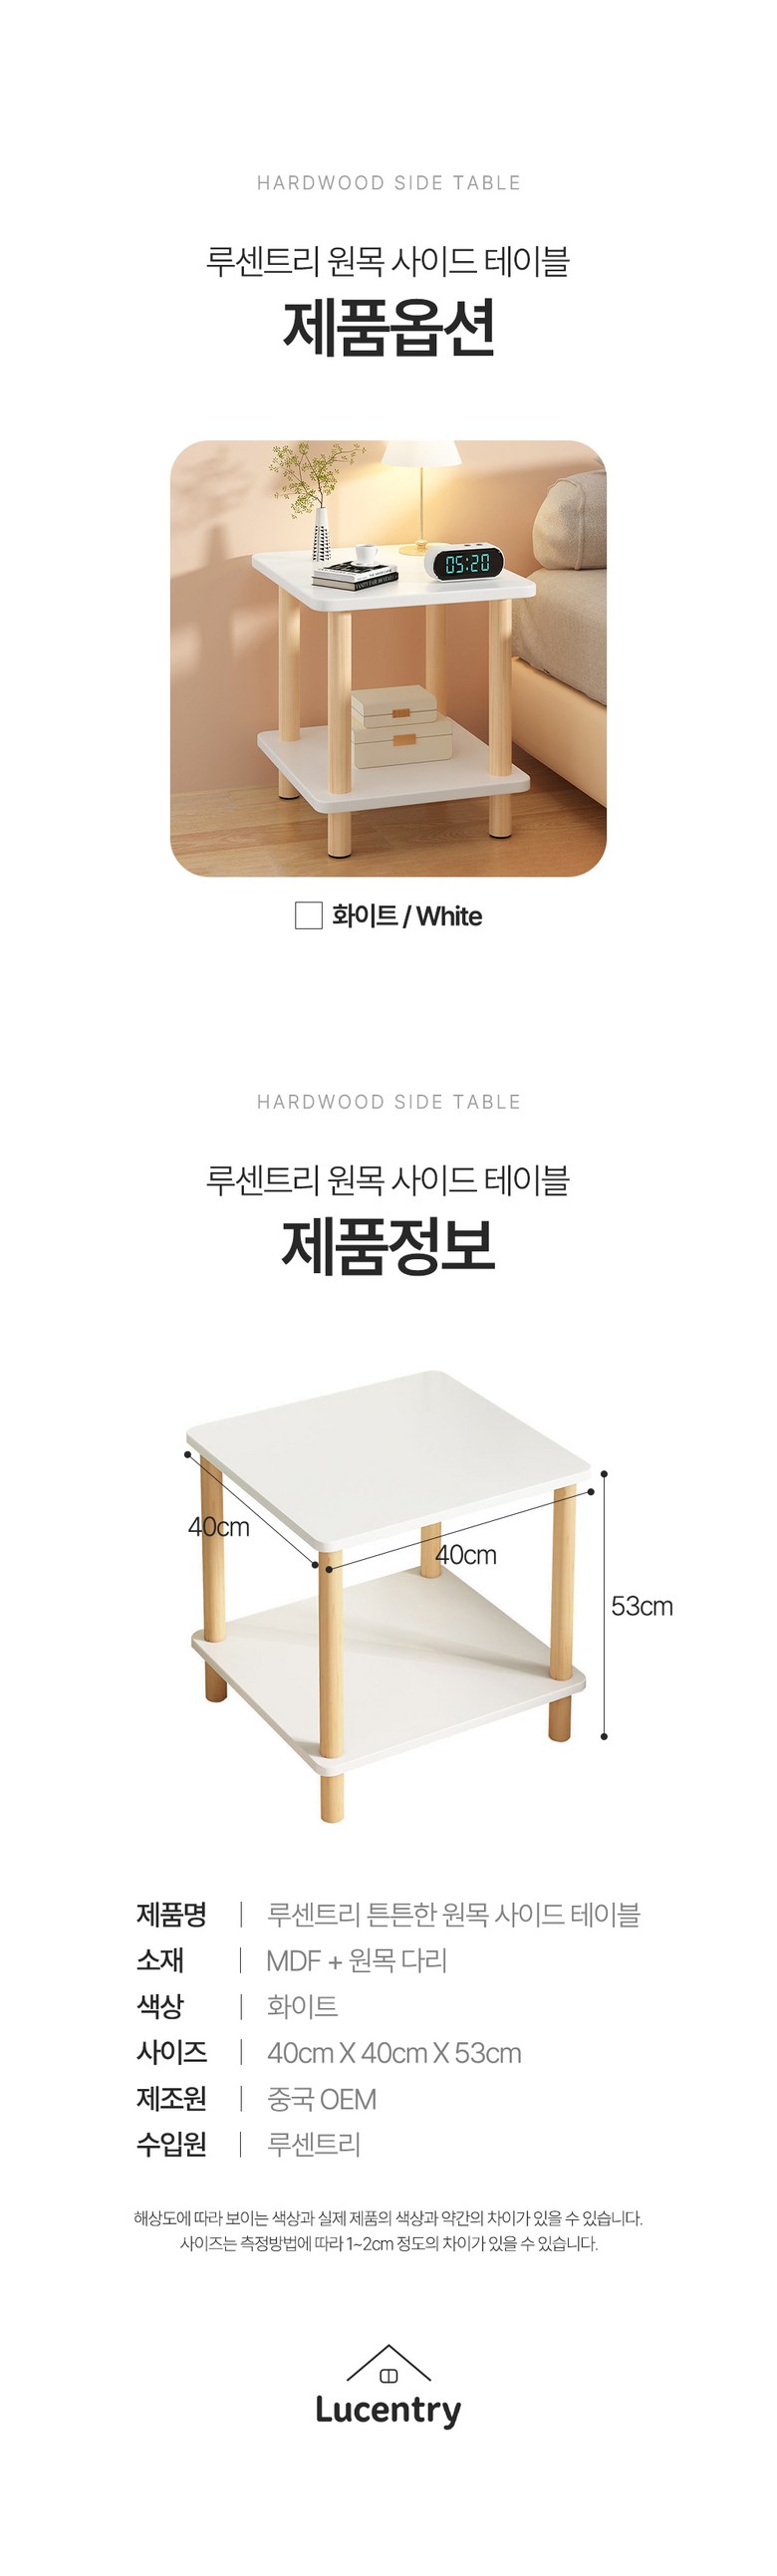 HARDWOOD SIDE TABLE
루센트리 원목 사이드 테이블
제품옵션
05:20
화이트 / White
HARDWOOD SIDE TABLE
루센트리 원목 사이드 테이블
제품정보
40cm
40cm
53cm
제품명 | 루센트리 튼튼한 원목 사이드 테이블
소재 | MDF + 원목 다리
색상 | 화이트
사이즈 | 40cm X 40cm X 53cm
제조원 | 중국 OEM
수입원 | 루센트리
해상도에 따라 보이는 색상과 실제 제품의 색상과 약간의 차이가 있을 수 있습니다.
사이즈는 측정방법에 따라 1~2cm 정도의 차이가 있을 수 있습니다.
Lucentry